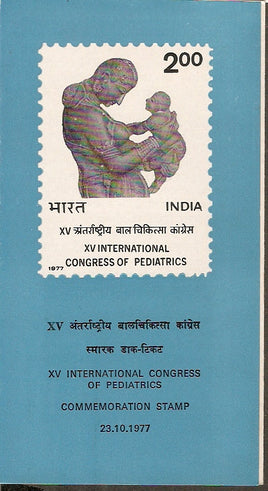 2.00
भारत INDIA
XV अंतर्राष्ट्रीय बाल चिकित्सा कांग्रेस
XV INTERNATIONAL
CONGRESS OF PEDIATRICS
1977
XV अंतर्राष्ट्रीय बालचिकित्सा कांग्रेस
स्मारक डाक-टिकट
XV INTERNATIONAL CONGRESS
OF PEDIATRICS
COMMEMORATION STAMP
23.10.1977